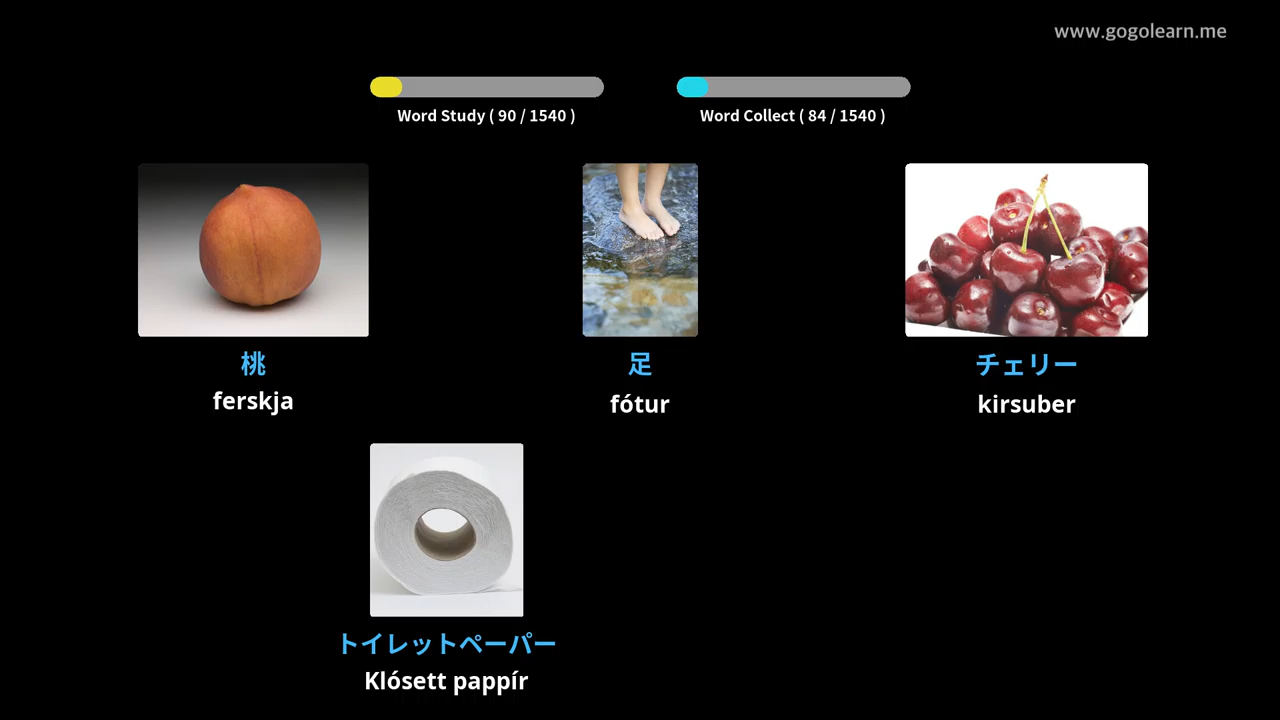 www.gogolearn.me
Word Study ( 90 / 1540 )
Word Collect ( 84 / 1540 )
桃
ferskja
足
fótur
チェリー
kirsuber
トイレットペーパー
Klósett pappír